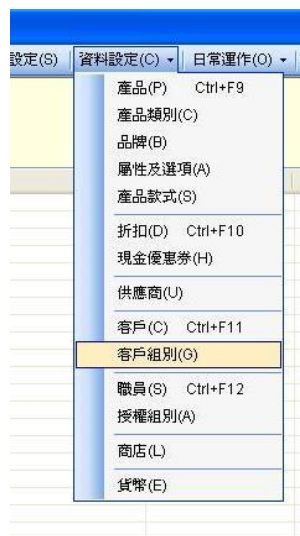 設定(S) 資料設定(C) 日常運作(O)
產品(P) Ctrl+F9
產品類別(C)
品牌(B)
屬性及選項(A)
產品款式(S)
折扣(D) Ctrl+F10
現金優惠券(H)
供應商(U)
客戶(C) Ctrl+F11
客戶組別(G)
職員(S) Ctrl+F12
授權組別(A)
商店(L)
貨幣(E)